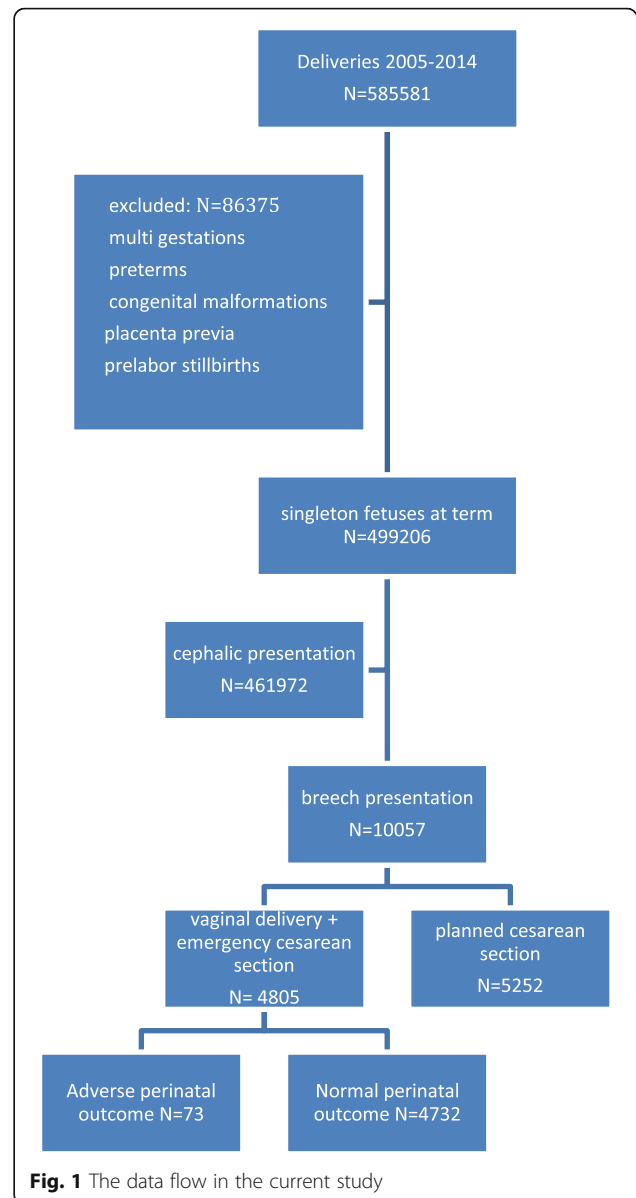 Deliveries 2005-2014
N=585581
excluded: N=86375
multi gestations
preterms
congenital malformations
placenta previa
prelabor stillbirths
singleton fetuses at term
N=499206
cephalic presentation
N=461972
breech presentation
N=10057
vaginal delivery +
emergency cesarean
section
N= 4805
planned cesarean
section
N=5252
Adverse perinatal
outcome N=73
Normal perinatal
outcome N=4732
Fig. 1 The data flow in the current study